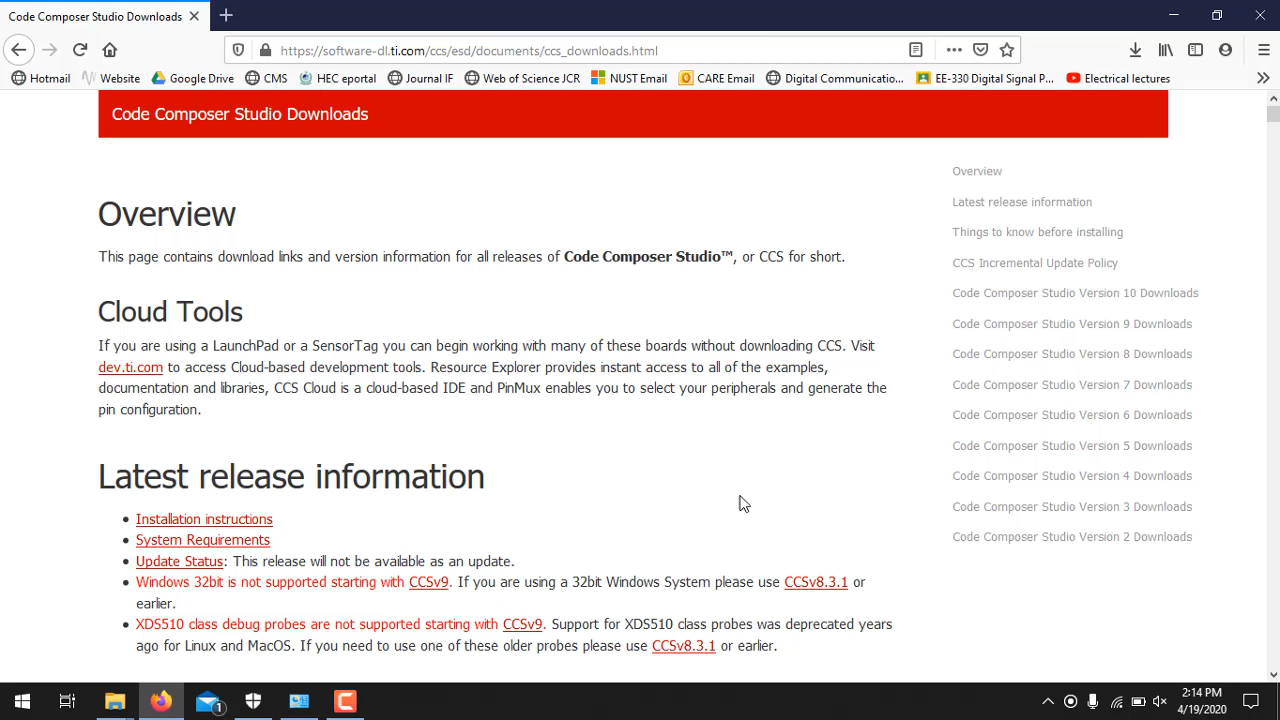 Code Composer Studio Downloads
https://software-dl.ti.com/ccs/esd/documents/ccs_downloads.html
Hotmail Website Google Drive CMS HEC eportal Journal IF Web of Science JCR NUST Email CARE Email Digital Communicatio... EE-330 Digital Signal P... Electrical lectures
Code Composer Studio Downloads
Overview
This page contains download links and version information for all releases of Code Composer Studio™, or CCS for short.
Cloud Tools
If you are using a LaunchPad or a SensorTag you can begin working with many of these boards without downloading CCS. Visit
dev.ti.com to access Cloud-based development tools. Resource Explorer provides instant access to all of the examples,
documentation and libraries, CCS Cloud is a cloud-based IDE and PinMux enables you to select your peripherals and generate the
pin configuration.
Latest release information
Installation instructions
System Requirements
Update Status: This release will not be available as an update.
Windows 32bit is not supported starting with CCSv9. If you are using a 32bit Windows System please use CCSv8.3.1 or
earlier.
XDS510 class debug probes are not supported starting with CCSv9. Support for XDS510 class probes was deprecated years
ago for Linux and MacOS. If you need to use one of these older probes please use CCSv8.3.1 or earlier.
Overview
Latest release information
Things to know before installing
CCS Incremental Update Policy
Code Composer Studio Version 10 Downloads
Code Composer Studio Version 9 Downloads
Code Composer Studio Version 8 Downloads
Code Composer Studio Version 7 Downloads
Code Composer Studio Version 6 Downloads
Code Composer Studio Version 5 Downloads
Code Composer Studio Version 4 Downloads
Code Composer Studio Version 3 Downloads
Code Composer Studio Version 2 Downloads
1
2:14 PM
4/19/2020